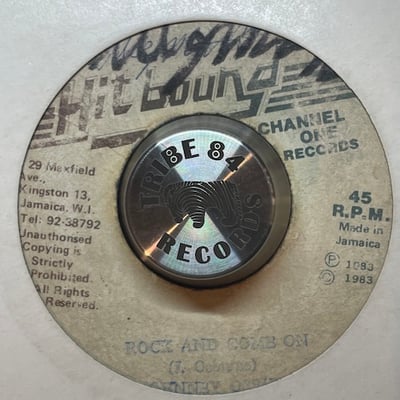 Hit Bound
CHANNEL
ONE
RECORDS
29 Maxfield
Ave.,
Kingston 13,
Jamaica, W.I.
Tel: 92-38792
Unauthorised
Copying is
Strictly
Prohibited.
All Rights
Reserved.
TRIBE 84
RECORDS
45
R.P.M.
Made in
Jamaica
Ⓟ 1983
© 1983
ROCK AND COME ON